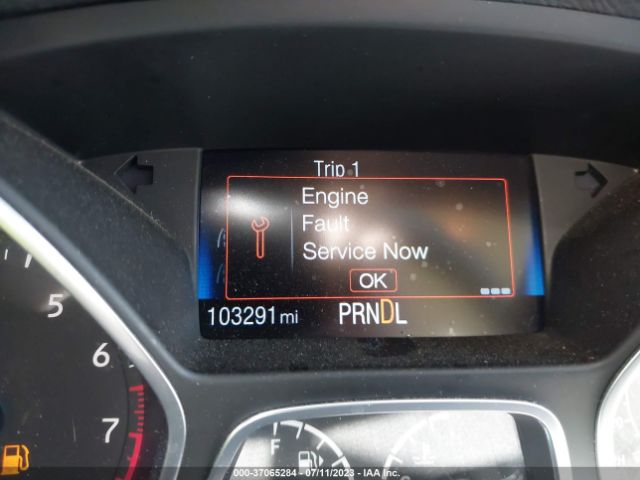 Trip 1
Engine
Fault
Service Now
OK
103291 mi
PRNDL
5
6
7
F
H
000-37065284 - 07/11/2023 - IAA Inc.